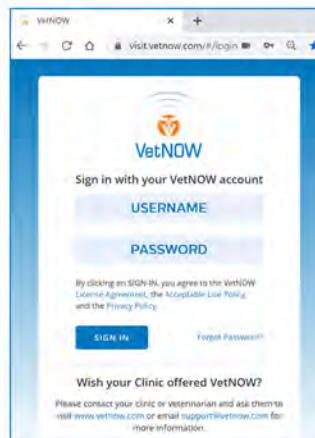 VetNOW
visit.vetnow.com/#/login
VetNOW
Sign in with your VetNOW account
USERNAME
PASSWORD
By clicking on SIGN-IN, you agree to the VetNOW
License Agreement, the Acceptable Use Policy,
and the Privacy Policy.
SIGN IN
Forgot Password?
Wish your Clinic offered VetNOW?
Please contact your clinic or veterinarian and ask them to
visit www.vetnow.com or email support@vetnow.com for
more information.